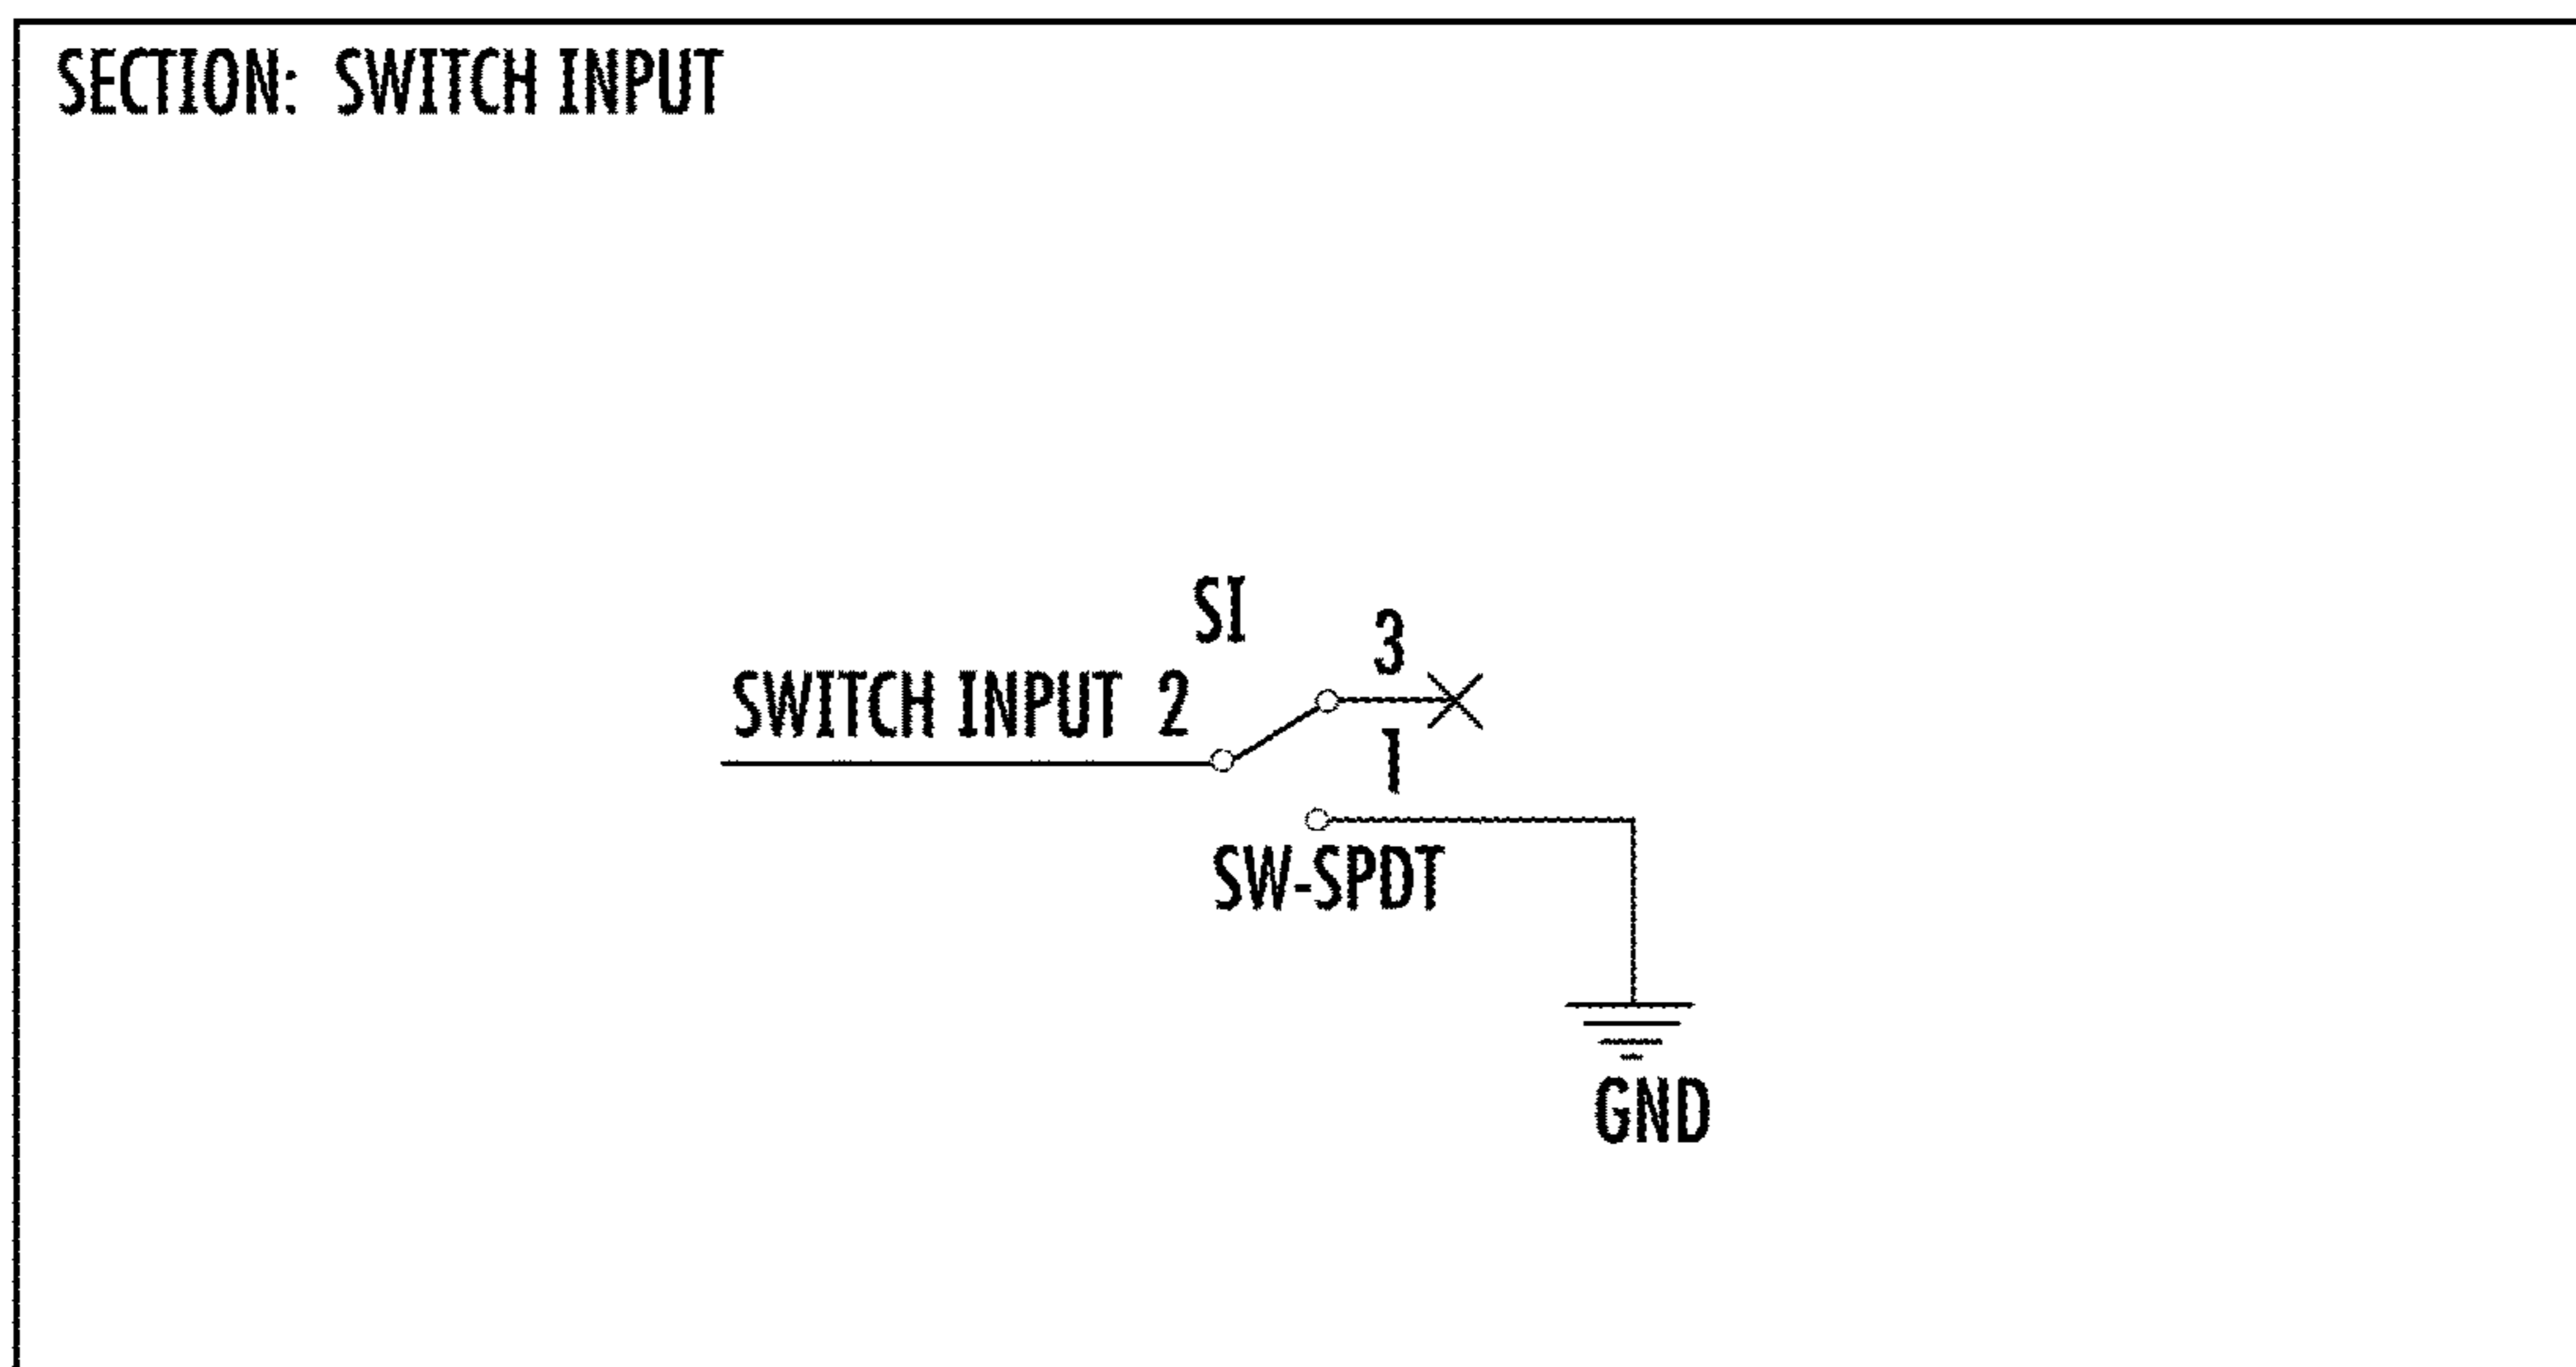 SECTION: SWITCH INPUT
SI
3
SWITCH INPUT 2
1
SW-SPDT
GND